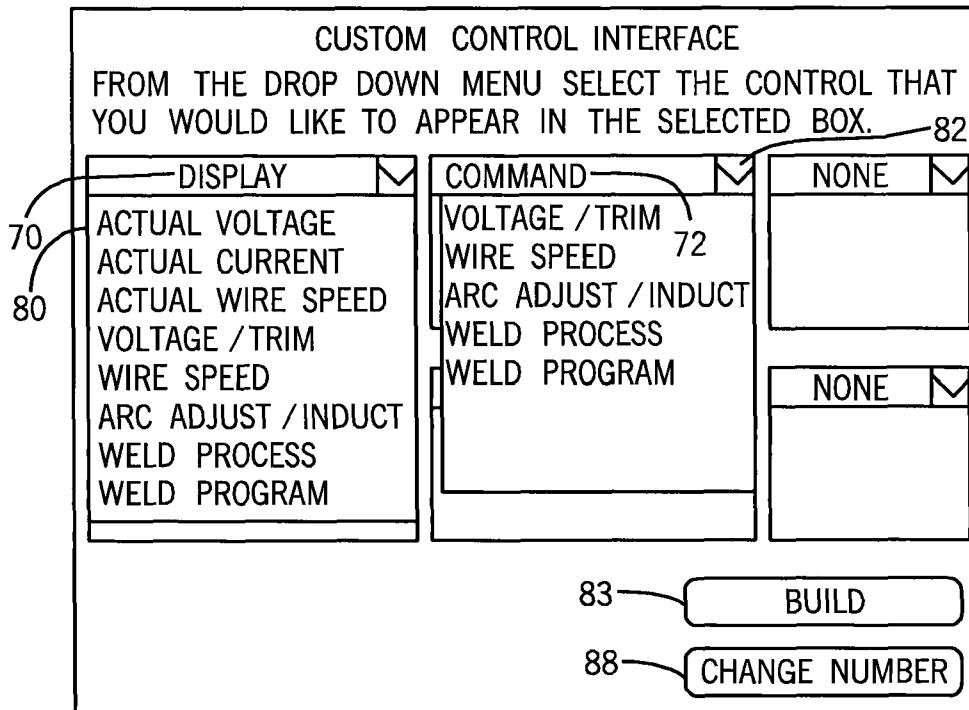 CUSTOM CONTROL INTERFACE
FROM THE DROP DOWN MENU SELECT THE CONTROL THAT
YOU WOULD LIKE TO APPEAR IN THE SELECTED BOX.
82
DISPLAY
COMMAND
NONE
70
80
72
ACTUAL VOLTAGE
ACTUAL CURRENT
ACTUAL WIRE SPEED
VOLTAGE / TRIM
WIRE SPEED
ARC ADJUST / INDUCT
WELD PROCESS
WELD PROGRAM
VOLTAGE / TRIM
WIRE SPEED
ARC ADJUST / INDUCT
WELD PROCESS
WELD PROGRAM
NONE
83
BUILD
88
CHANGE NUMBER